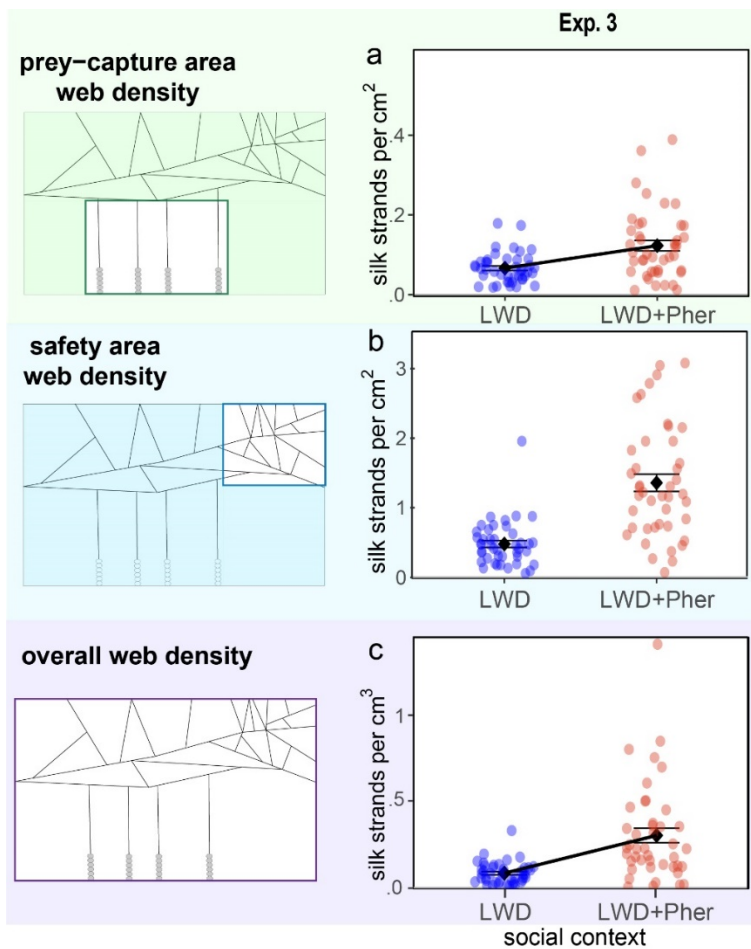 Exp. 3
prey−capture area
web density
a
silk strands per cm2
.4
.2
.0
LWD
LWD+Pher
safety area
web density
b
silk strands per cm2
3
2
1
0
LWD
LWD+Pher
overall web density
c
silk strands per cm3
1
.5
.0
LWD
LWD+Pher
social context